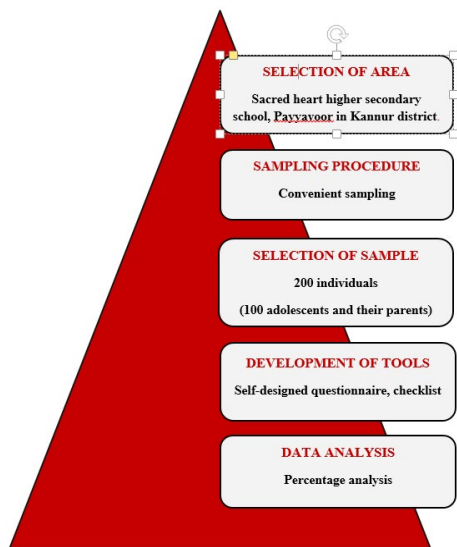 SELECTION OF AREA
Sacred heart higher secondary
school, Payyavoor in Kannur district.
SAMPLING PROCEDURE
Convenient sampling
SELECTION OF SAMPLE
200 individuals
(100 adolescents and their parents)
DEVELOPMENT OF TOOLS
Self-designed questionnaire, checklist
DATA ANALYSIS
Percentage analysis